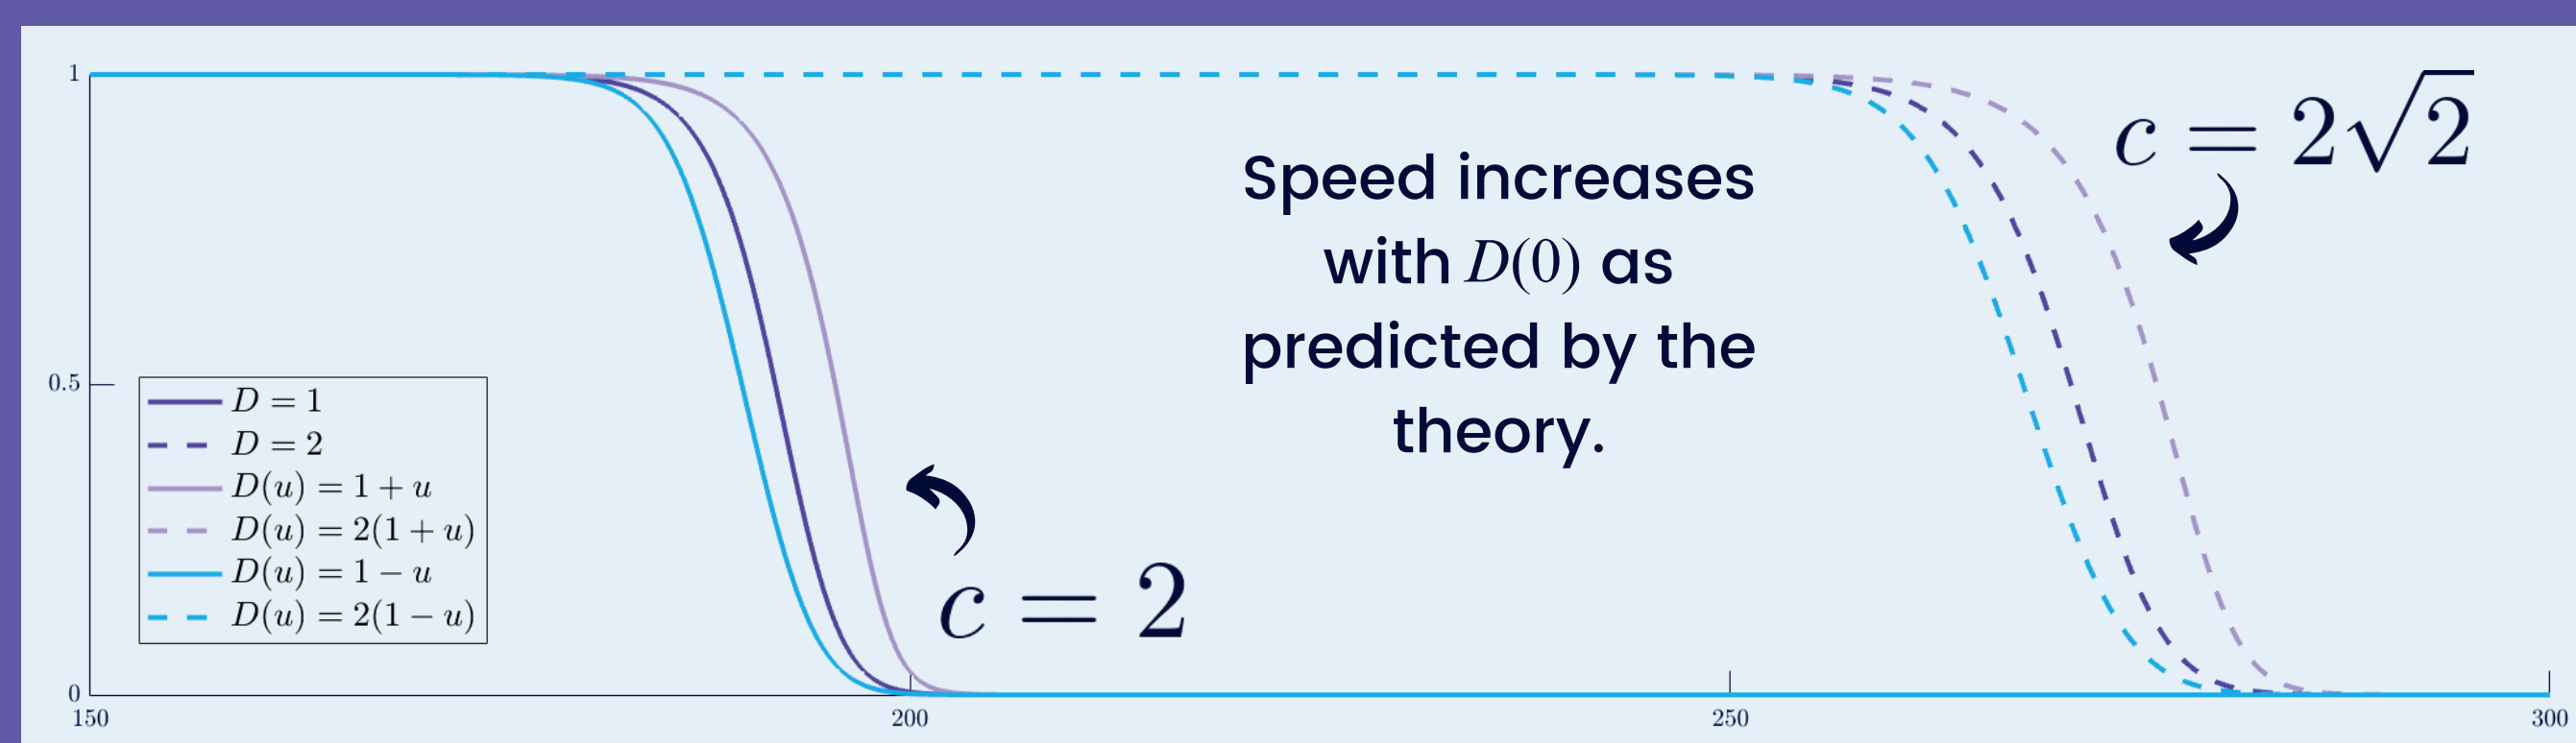 1
c = 2√2
Speed increases
with D(0) as
predicted by the
theory.
0.5
D = 1
D = 2
D(u) = 1 + u
D(u) = 2(1 + u)
D(u) = 1 − u
D(u) = 2(1 − u)
c = 2
0
150 200 250 300